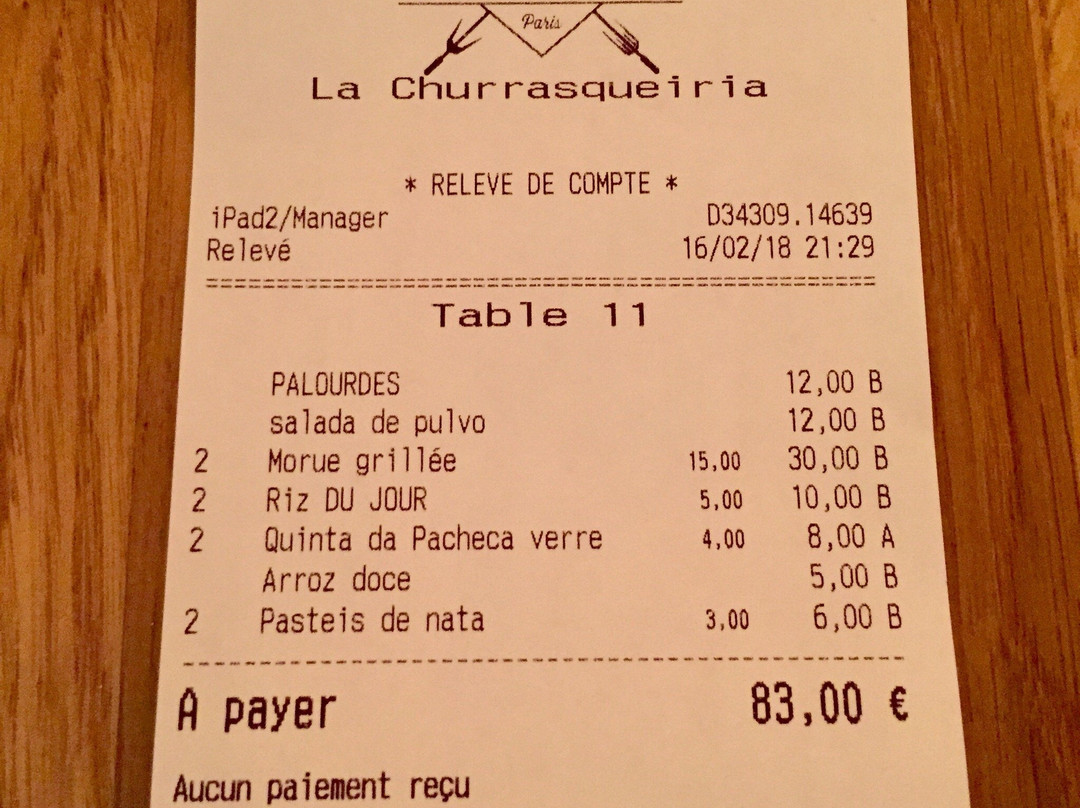 Paris
La Churrasqueiria
* RELEVE DE COMPTE *
iPad2/Manager D34309.14639
Relevé 16/02/18 21:29
Table 11
PALOURDES 12,00 B
salada de pulvo 12,00 B
2 Morue grillée 15,00 30,00 B
2 Riz DU JOUR 5,00 10,00 B
2 Quinta da Pacheca verre 4,00 8,00 A
Arroz doce 5,00 B
2 Pasteis de nata 3,00 6,00 B
A payer 83,00 €
Aucun paiement reçu